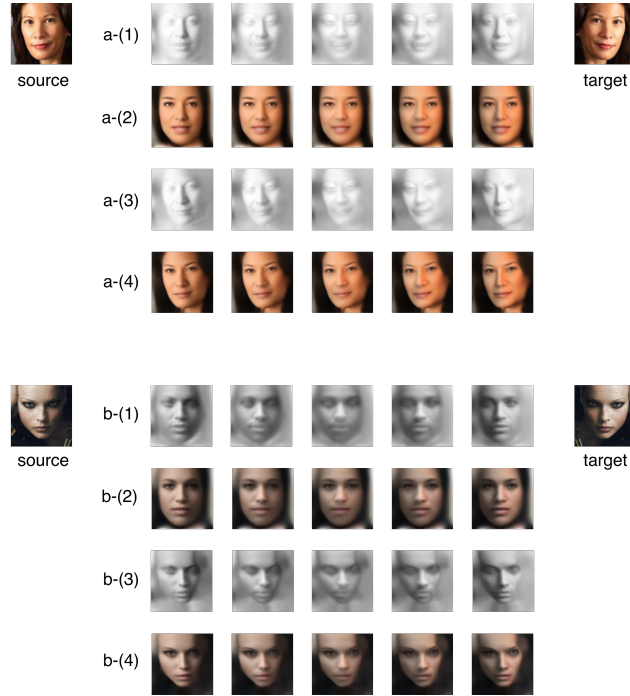 a-(1)
source
target
a-(2)
a-(3)
a-(4)
b-(1)
source
target
b-(2)
b-(3)
b-(4)